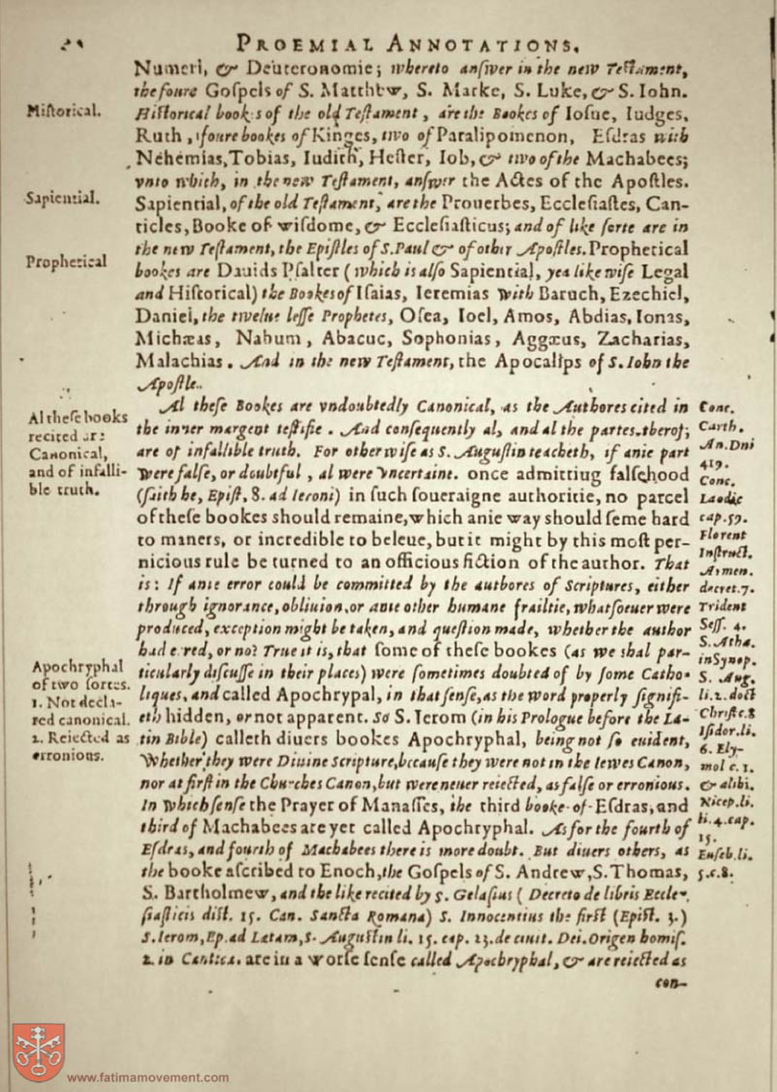 PROEMIAL ANNOTATIONS.
Numeri, & Deuteronomie; whereto anſwer in the new Teſtament,
the foure Goſpels of S. Matthew, S. Marke, S. Luke, & S. Iohn.
Hiſtorical.
Hiſtorical bookes of the old Teſtament, are the Bookes of Ioſue, Iudges,
Ruth, foure bookes of Kinges, two of Paralipomenon, Eſdras with
Nehemias, Tobias, Iudith, Heſter, Iob, & two of the Machabees;
vnto which, in the new Teſtament, anſwer the Actes of the Apoſtles.
Sapiential.
Sapiential, of the old Teſtament, are the Prouerbes, Eccleſiaſtes, Can-
ticles, Booke of wiſdome, & Eccleſiaſticus; and of like ſorte are in
the new Teſtament, the Epiſtles of S. Paul & of other Apoſtles. Prophetical
Prophetical
bookes are Dauids Pſalter (which is alſo Sapiential, yea likewiſe Legal
and Hiſtorical) the Bookes of Iſaias, Ieremias with Baruch, Ezechiel,
Daniel, the twelue leſſe Prophetes, Oſea, Ioel, Amos, Abdias, Ionas,
Michæas, Nahum, Abacuc, Sophonias, Aggæus, Zacharias,
Malachias. And in the new Teſtament, the Apocalips of S. Iohn the
Apoſtle.
Al theſe Bookes are vndoubtedly Canonical, as the Authores cited in
the inner margent teſtifie. And conſequently al, and al the partes therof,
are of infallible truth. For otherwiſe as S. Auguſtin teacheth, if anie part
were falſe, or doubtful, al were vncertaine. once admitting falſehood
(ſaith he, Epiſt. 8. ad Ieroni) in ſuch ſoueraigne authoritie, no parcel
of theſe bookes should remaine, which anie way should ſeme hard
to maners, or incredible to beleue, but it might by this moſt per-
nicious rule be turned to an officious fiction of the author. That
is: If anie error could be committed by the authores of Scriptures, either
through ignorance, obliuion, or anie other humane frailtie, whatſoeuer were
produced, exception might be taken, and queſtion made, whether the author
had erred, or no? True it is, that ſome of theſe bookes (as we ſhal par-
ticularly diſcuſſe in their places) were ſometimes doubted of by ſome Catho-
liques, and called Apochrypal, in that ſenſe, as the word properly ſignifi-
eth hidden, or not apparent. So S. Ierom (in his Prologue before the La-
tin Bible) calleth diuers bookes Apochryphal, being not ſo euident,
whether they were Diuine Scripture, becauſe they were not in the Iewes Canon,
nor at firſt in the Churches Canon, but were neuer reiected, as falſe or erronious.
In which ſenſe the Prayer of Manaſſes, the third booke of Eſdras, and
third of Machabees are yet called Apochryphal. As for the fourth of
Eſdras, and fourth of Machabees there is more doubt. But diuers others, as
the booke aſcribed to Enoch, the Goſpels of S. Andrew, S. Thomas,
S. Bartholmew, and the like recited by S. Gelaſius (Decreto de libris Eccle-
ſiaſticis diſt. 15. Can. Sancta Romana) S. Innocentius the firſt (Epiſt. 3.)
S. Ierom, Ep. ad Latam, S. Auguſtin li. 15. cap. 23. de ciuit. Dei. Origen homiſ.
2. in Cantica. are in a worſe ſenſe called Apochryphal, & are reiected as
con-
Al theſe books
recited are
Canonical,
and of infalli-
ble truth.
Apochryphal
of two ſortes.
1. Not decla-
red canonical.
2. Reiected as
erronious.
Conc.
Carth.
An. Dni
419.
Conc.
Laodic
cap. 59.
Florent
Inſtruct.
Armen.
decret. 7.
Trident
Seſſ. 4.
S. Atha.
in Synop.
S. Aug.
li. 2. doct
Chriſt c. 8
Iſidor. li.
6. Ety-
mol c. 1.
& alibi.
Nicep. li.
li. 4. cap.
15.
Euſeb. li.
5. c. 8.
www.fatimamovement.com